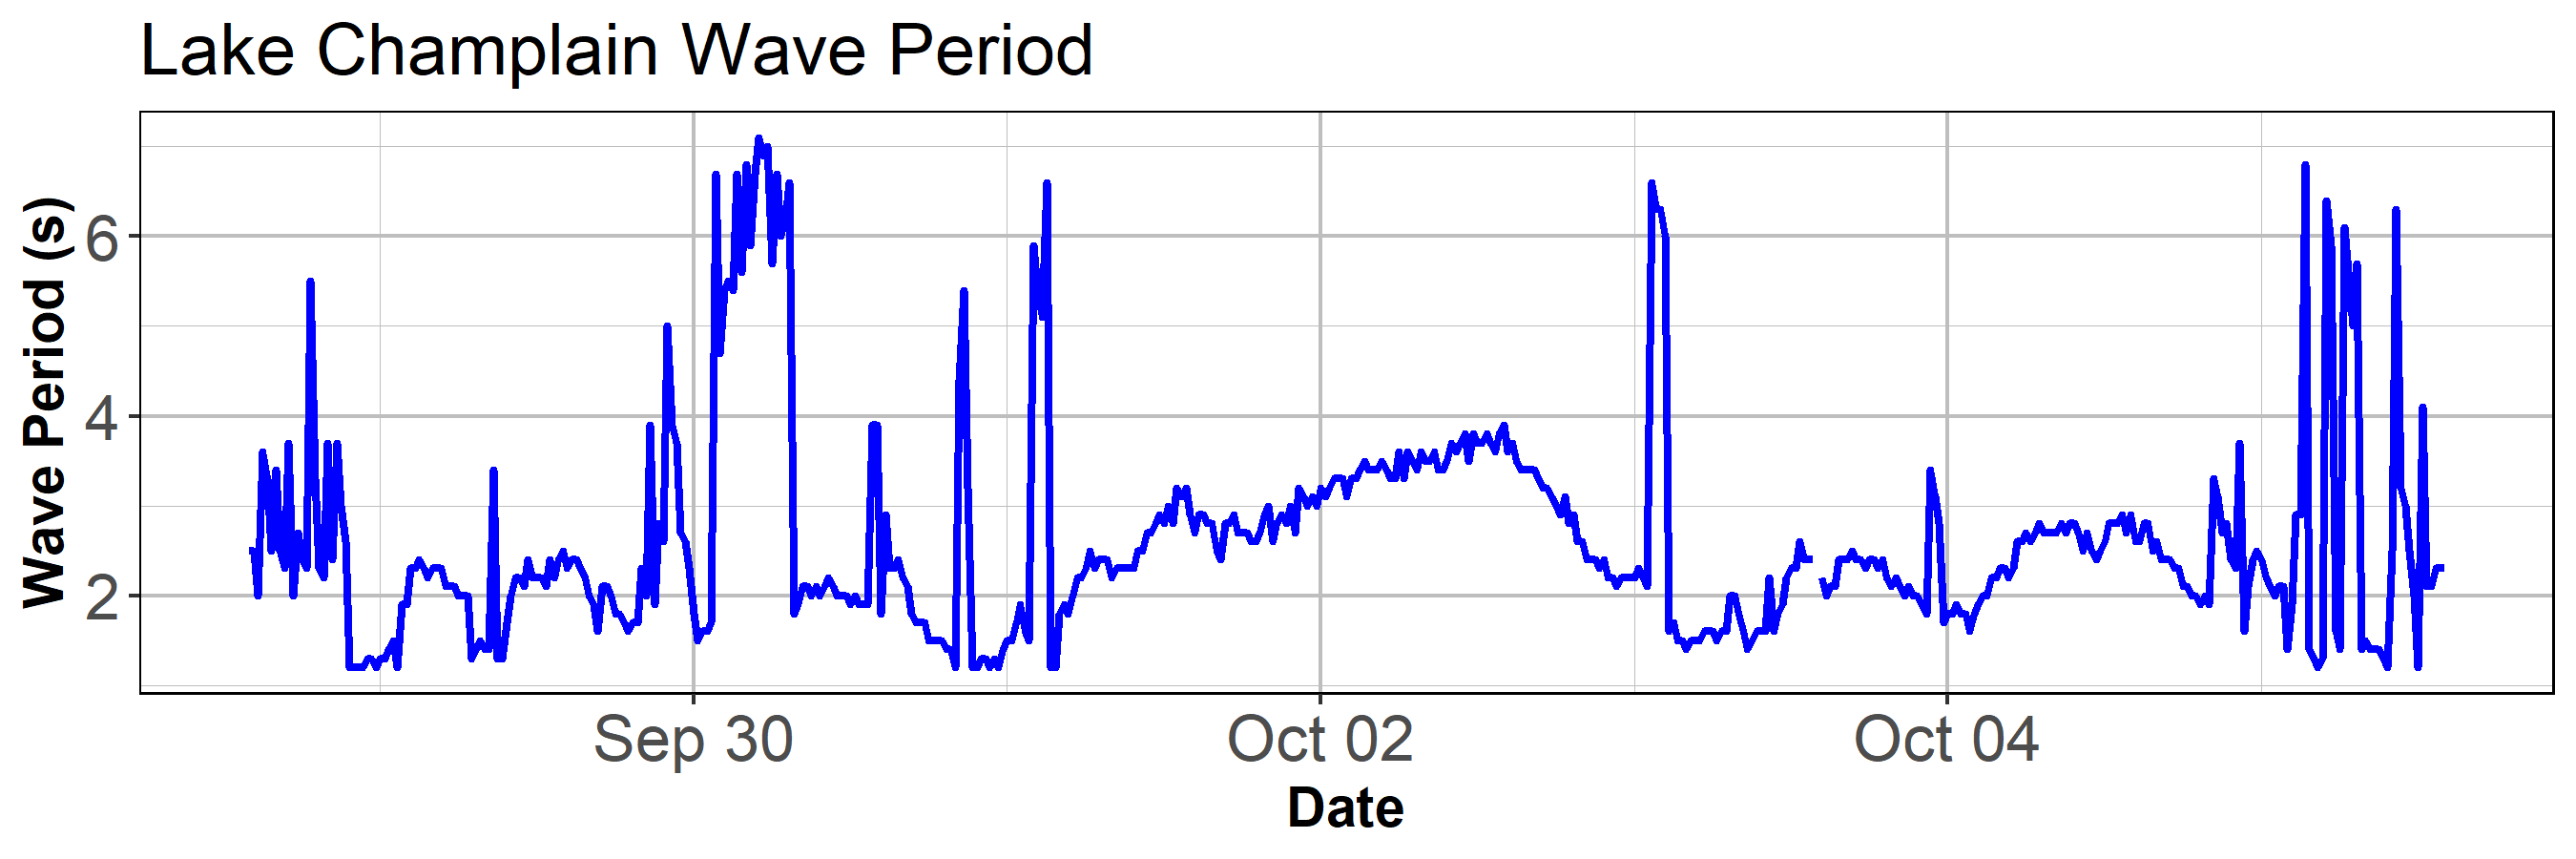 Lake Champlain Wave Period
Wave Period (s)
6
4
2
Sep 30
Oct 02
Oct 04
Date